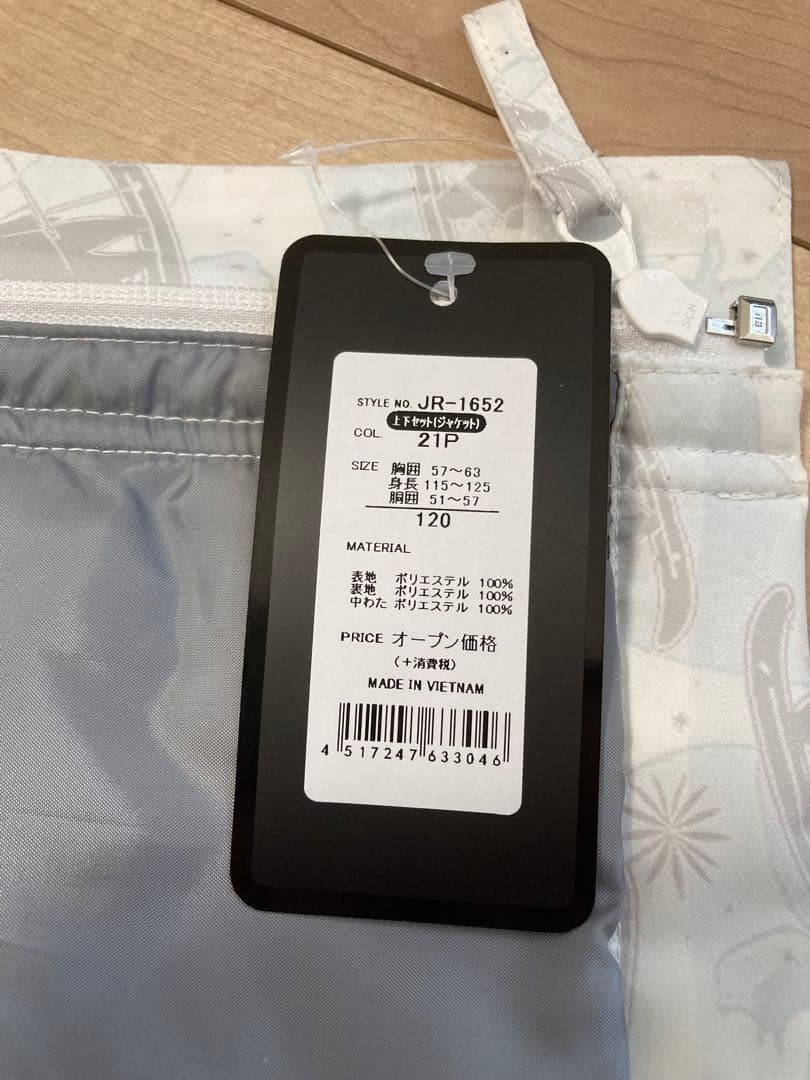 STYLE NO. JR-1652
上下セット(ジャケット)
COL. 21P
SIZE 胸囲 57～63
身長 115～125
胴囲 51～57
120
MATERIAL
表地 ポリエステル 100%
裏地 ポリエステル 100%
中わた ポリエステル 100%
PRICE オープン価格
(+消費税)
MADE IN VIETNAM
4 517247 633046